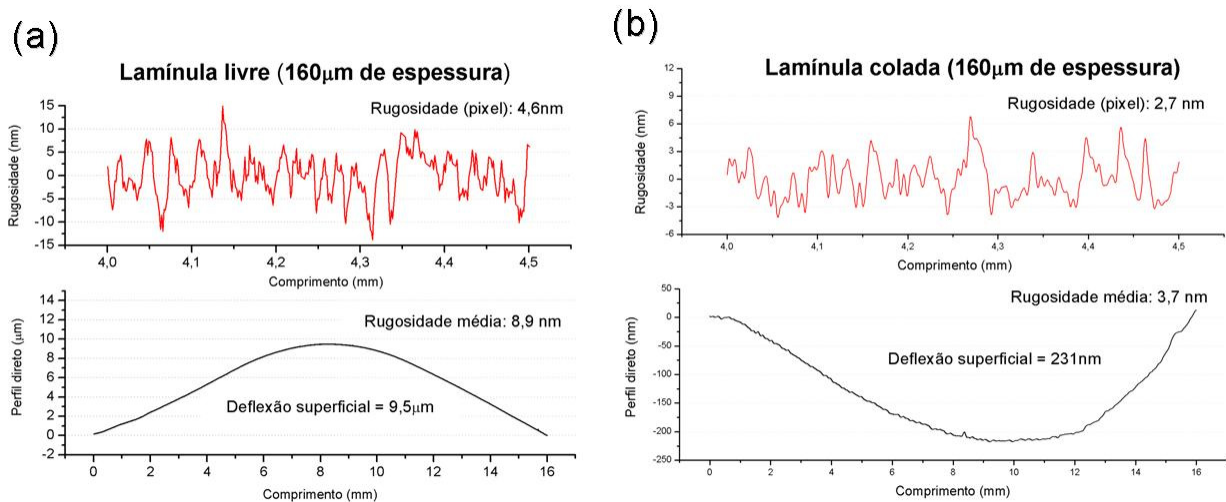 (a)
Lamínula livre (160μm de espessura)
Rugosidade (pixel): 4,6nm
Rugosidade (nm)
15
10
5
0
-5
-10
-15
4,0 4,1 4,2 4,3 4,4 4,5
Comprimento (mm)
Rugosidade média: 8,9 nm
Perfil direto (μm)
14
12
10
8
6
4
2
0
-2
Deflexão superficial = 9,5μm
0 2 4 6 8 10 12 14 16
Comprimento (mm)
(b)
Lamínula colada (160μm de espessura)
Rugosidade (pixel): 2,7 nm
Rugosidade (nm)
12
9
6
3
0
-3
-6
4,0 4,1 4,2 4,3 4,4 4,5
Comprimento (mm)
Rugosidade média: 3,7 nm
Perfil direto (nm)
50
0
-50
-100
-150
-200
-250
Deflexão superficial = 231nm
0 2 4 6 8 10 12 14 16
Comprimento (mm)